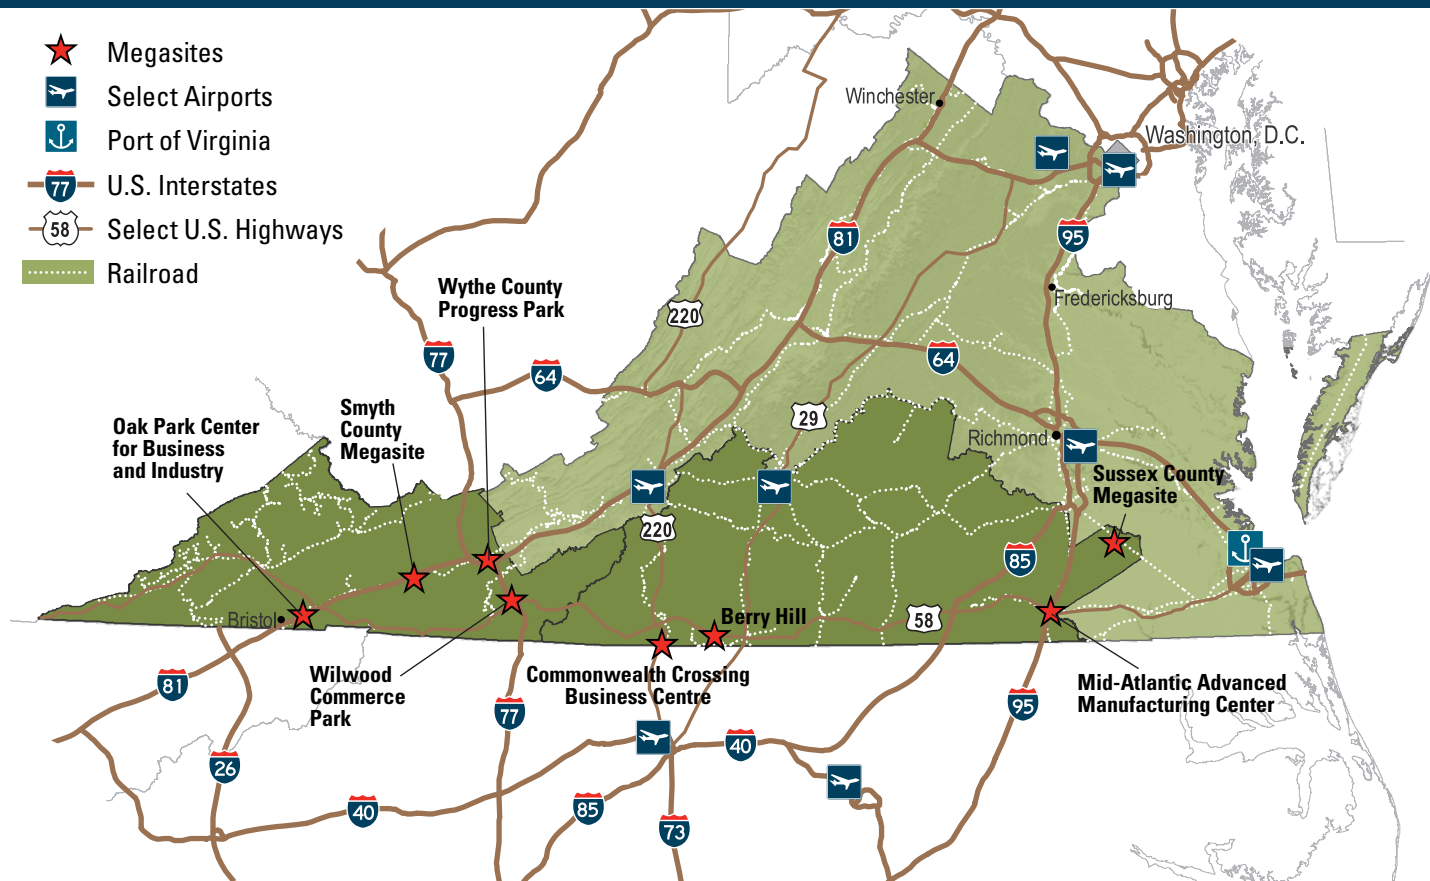 Megasites
Select Airports
Port of Virginia
77
U.S. Interstates
58
Select U.S. Highways
Railroad
Winchester
Washington, D.C.
81
95
Wythe County
Progress Park
220
Fredericksburg
77
64
64
Oak Park Center
for Business
and Industry
Smyth
County
Megasite
29
Richmond
Sussex County
Megasite
220
85
Bristol
Berry Hill
58
81
Wilwood
Commerce
Park
Commonwealth Crossing
Business Centre
Mid-Atlantic Advanced
Manufacturing Center
77
95
40
26
40
85
73